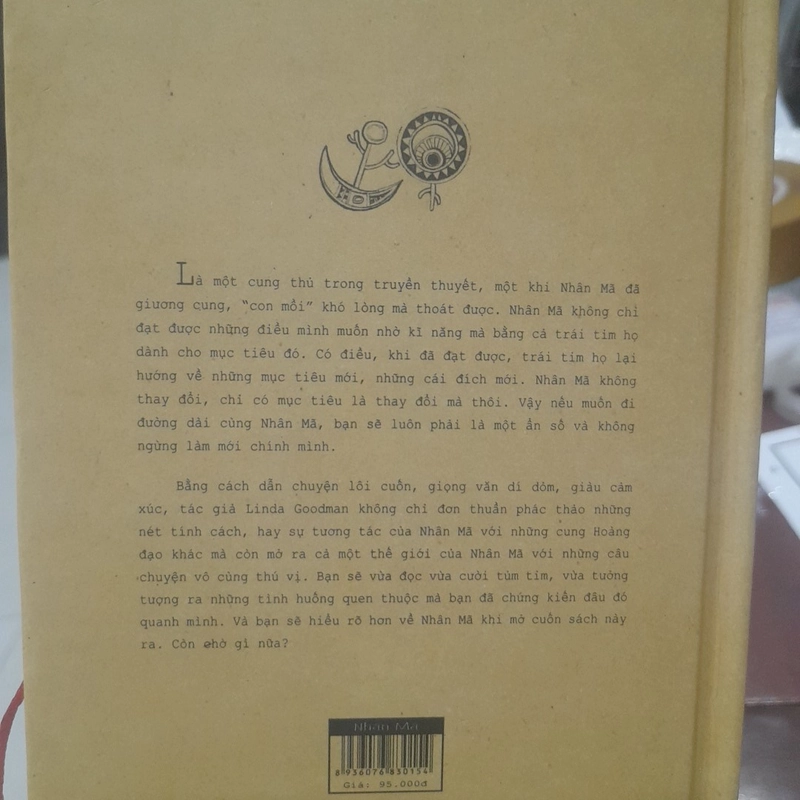 Là một cung thủ trong truyền thuyết, một khi Nhân Mã đã
giương cung, “con mồi” khó lòng mà thoát được. Nhân Mã không chỉ
đạt được những điều mình muốn nhờ kĩ năng mà bằng cả trái tim họ
dành cho mục tiêu đó. Có điều, khi đã đạt được, trái tim họ lại
hướng về những mục tiêu mới, những cái đích mới. Nhân Mã không
thay đổi, chỉ có mục tiêu là thay đổi mà thôi. Vậy nếu muốn đi
đường dài cùng Nhân Mã, bạn sẽ luôn phải là một ẩn số và không
ngừng làm mới chính mình.
Bằng cách dẫn chuyện lôi cuốn, giọng văn dí dỏm, giàu cảm
xúc, tác giả Linda Goodman không chỉ đơn thuần phác thảo những
nét tính cách, hay sự tương tác của Nhân Mã với những cung Hoàng
đạo khác mà còn mở ra cả một thế giới của Nhân Mã với những câu
chuyện vô cùng thú vị. Bạn sẽ vừa đọc vừa cười tủm tỉm, vừa tưởng
tượng ra những tình huống quen thuộc mà bạn đã chứng kiến đâu đó
quanh mình. Và bạn sẽ hiểu rõ hơn về Nhân Mã khi mở cuốn sách này
ra. Còn chờ gì nữa?
Nhân Mã
8936076830154
Giá: 95.000đ